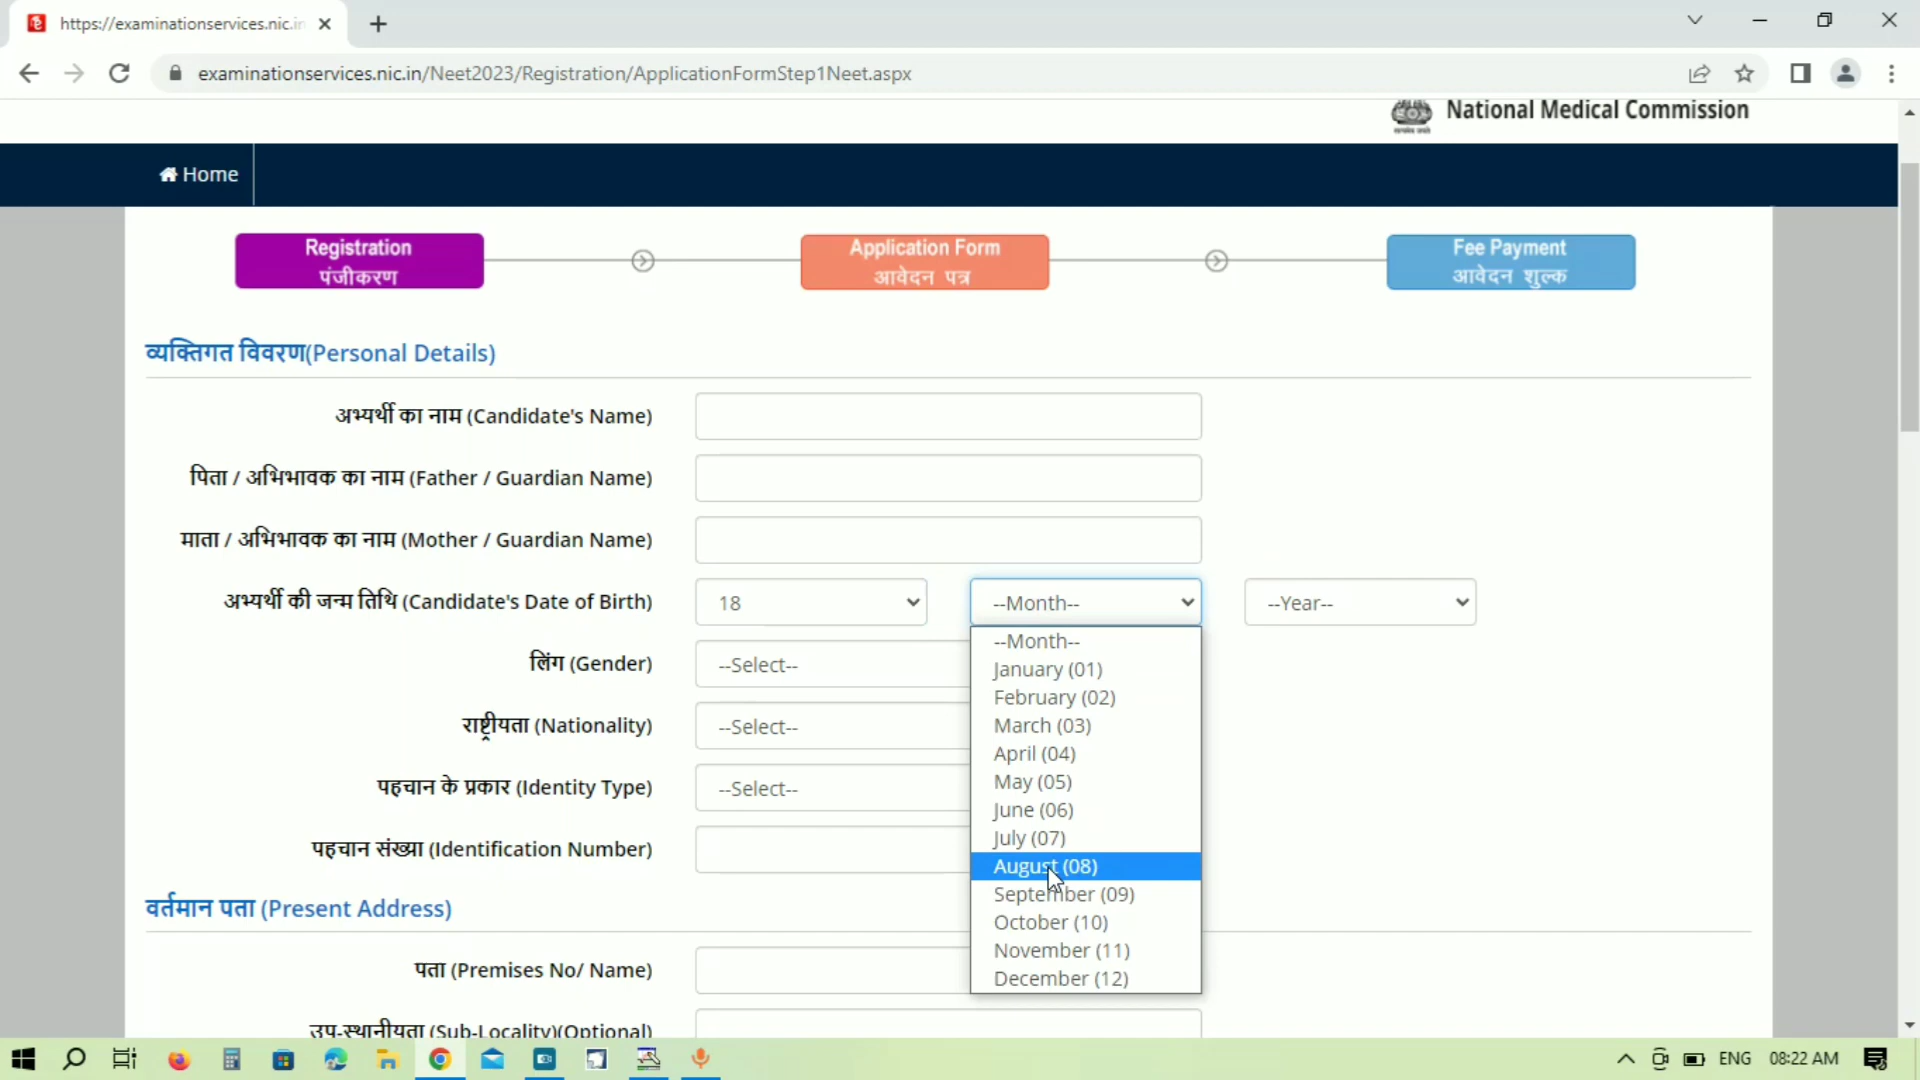 https://examinationservices.nic.in
examinationservices.nic.in/Neet2023/Registration/ApplicationFormStep1Neet.aspx
National Medical Commission
Home
Registration
पंजीकरण
Application Form
आवेदन पत्र
Fee Payment
आवेदन शुल्क
व्यक्तिगत विवरण(Personal Details)
अभ्यर्थी का नाम (Candidate's Name)
पिता / अभिभावक का नाम (Father / Guardian Name)
माता / अभिभावक का नाम (Mother / Guardian Name)
अभ्यर्थी की जन्म तिथि (Candidate's Date of Birth)
18
--Month--
--Year--
--Month--
January (01)
February (02)
March (03)
April (04)
May (05)
June (06)
July (07)
August (08)
September (09)
October (10)
November (11)
December (12)
लिंग (Gender)
--Select--
राष्ट्रीयता (Nationality)
--Select--
पहचान के प्रकार (Identity Type)
--Select--
पहचान संख्या (Identification Number)
वर्तमान पता (Present Address)
पता (Premises No/ Name)
उप-स्थानीयता (Sub-Locality)(Optional)
ENG
08:22 AM